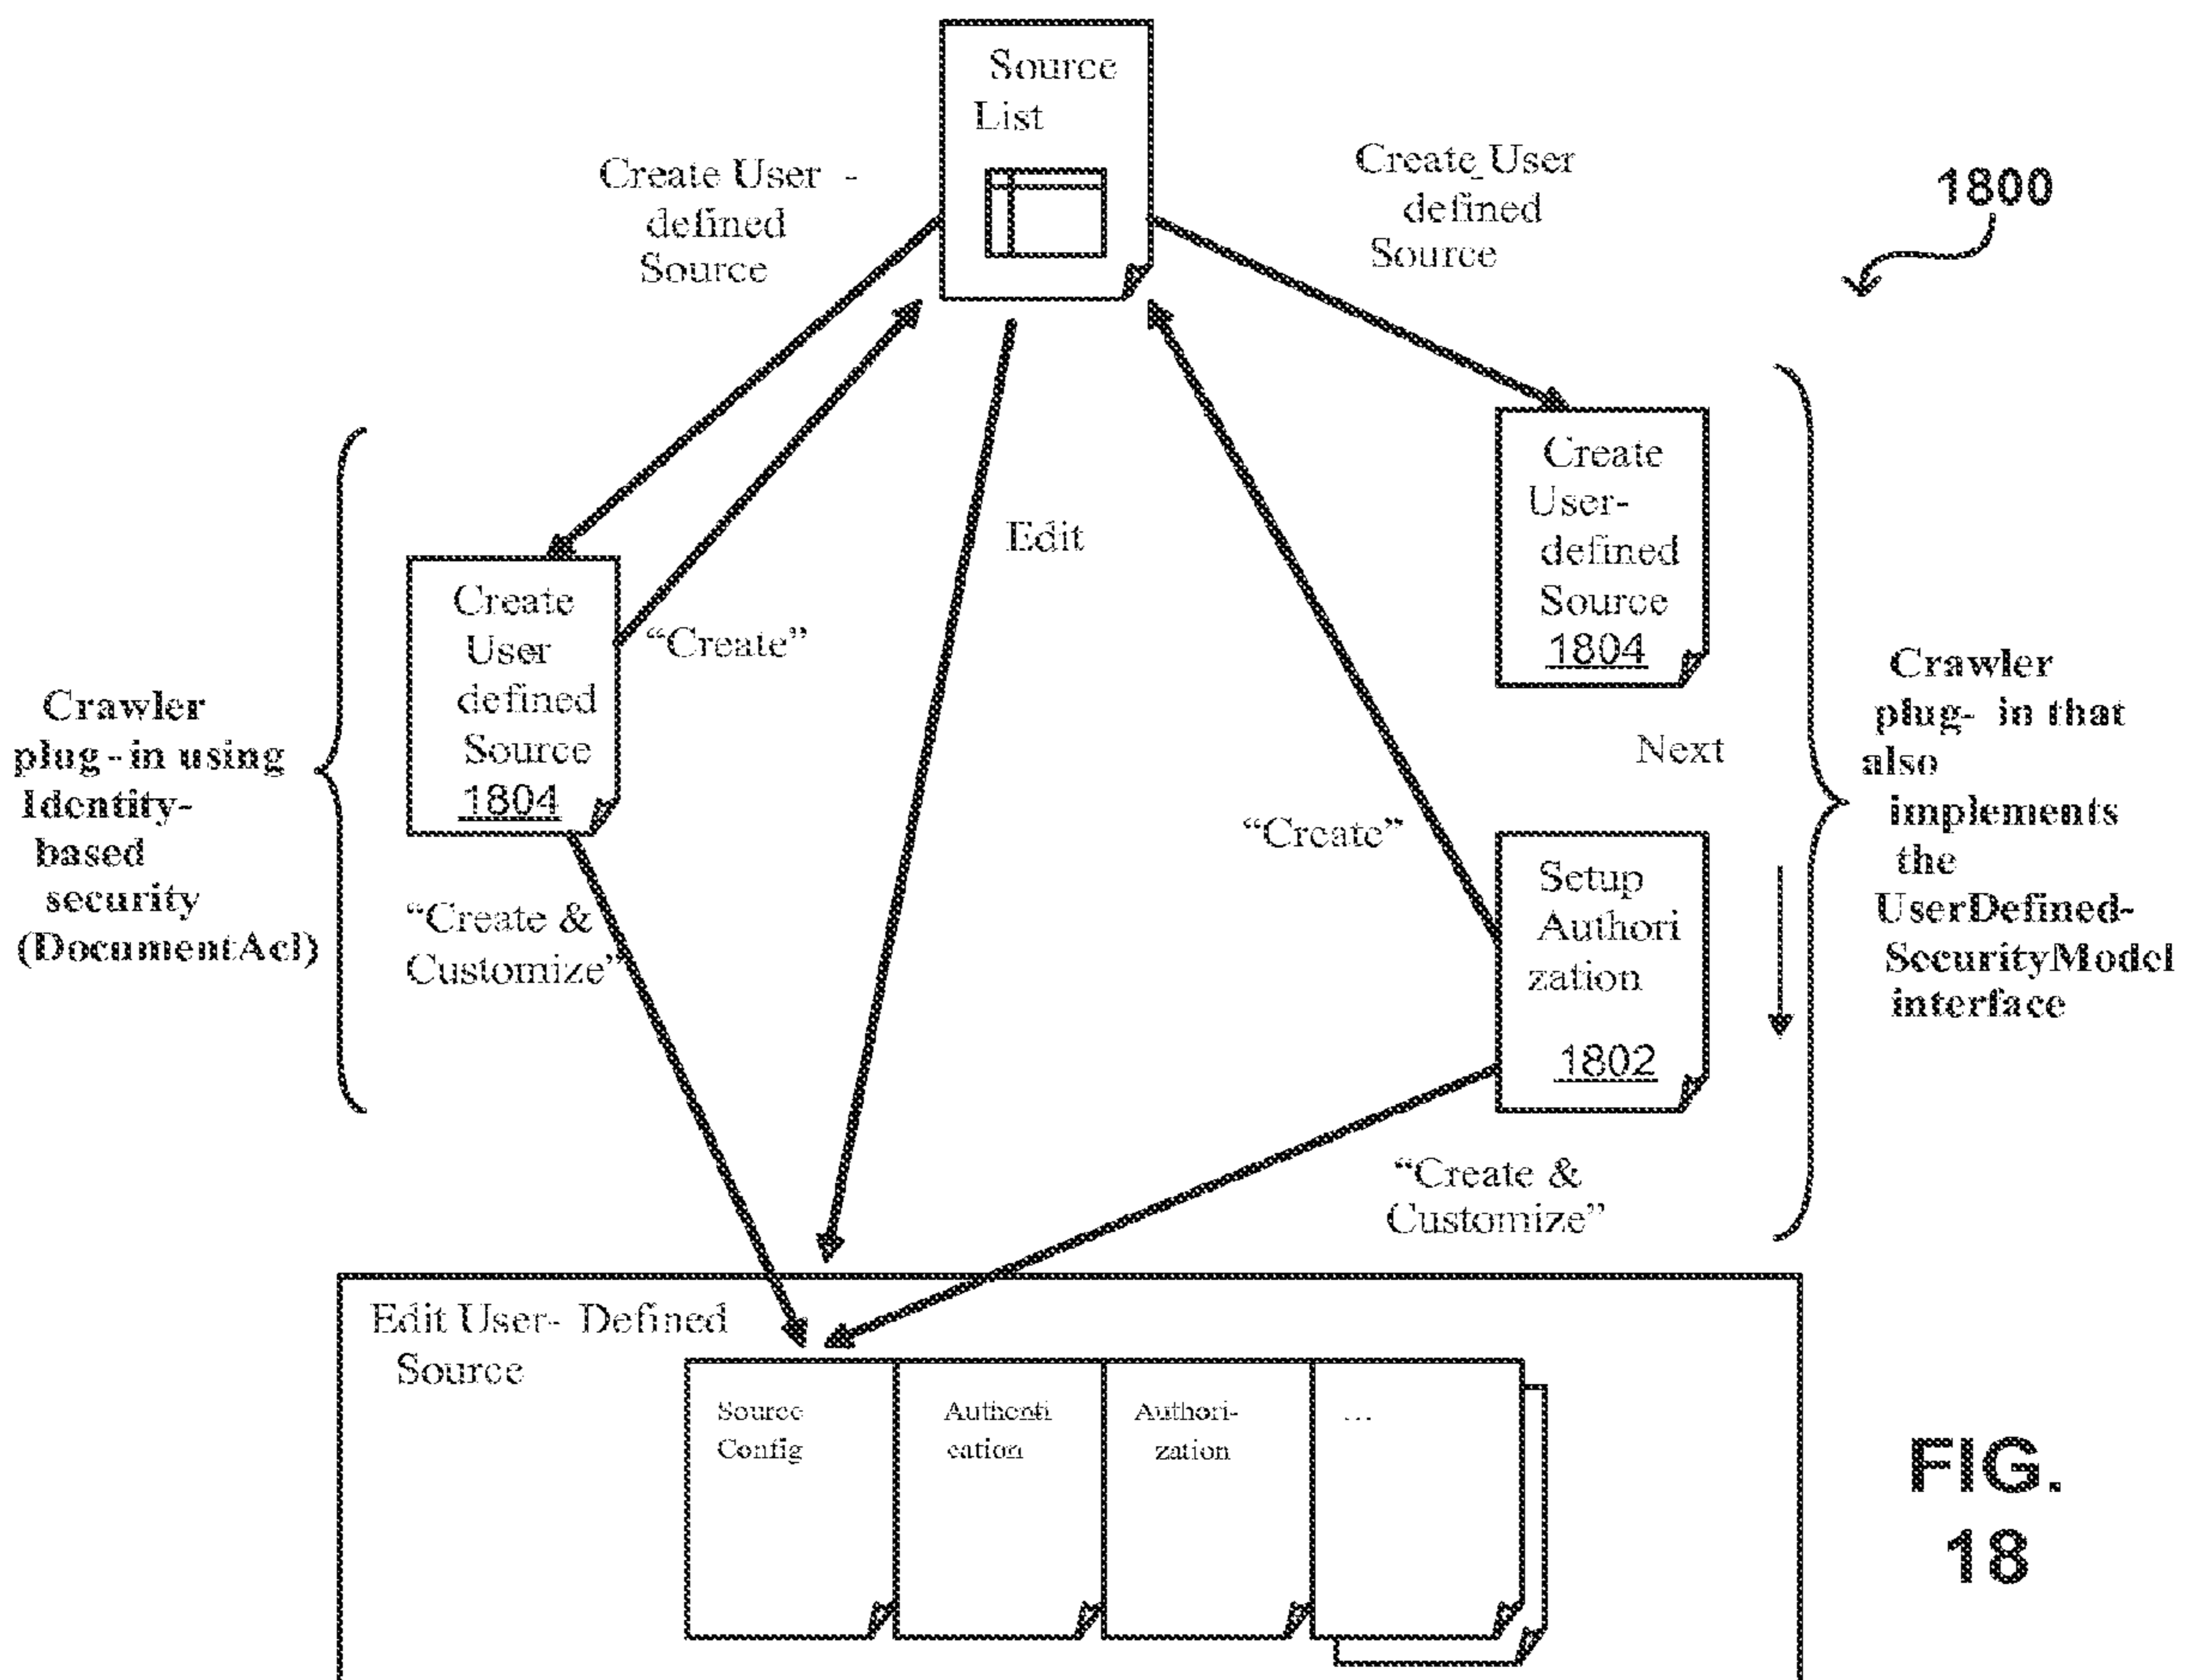 Source
List
Create User -
defined
Source
Create User
defined
Source
1800
Create
User
defined
Source
1804
"Create"
Edit
Create
User-
defined
Source
1804
Next
Crawler
plug-in using
Identity-
based
security
(DocumentAcl)
"Create &
Customize"
"Create"
Setup
Authori
zation
1802
Crawler
plug- in that
also
implements
the
UserDefined-
SecurityModel
interface
"Create &
Customize"
Edit User- Defined
Source
Source
Config
Authenti
cation
Authori-
zation
...
FIG.
18